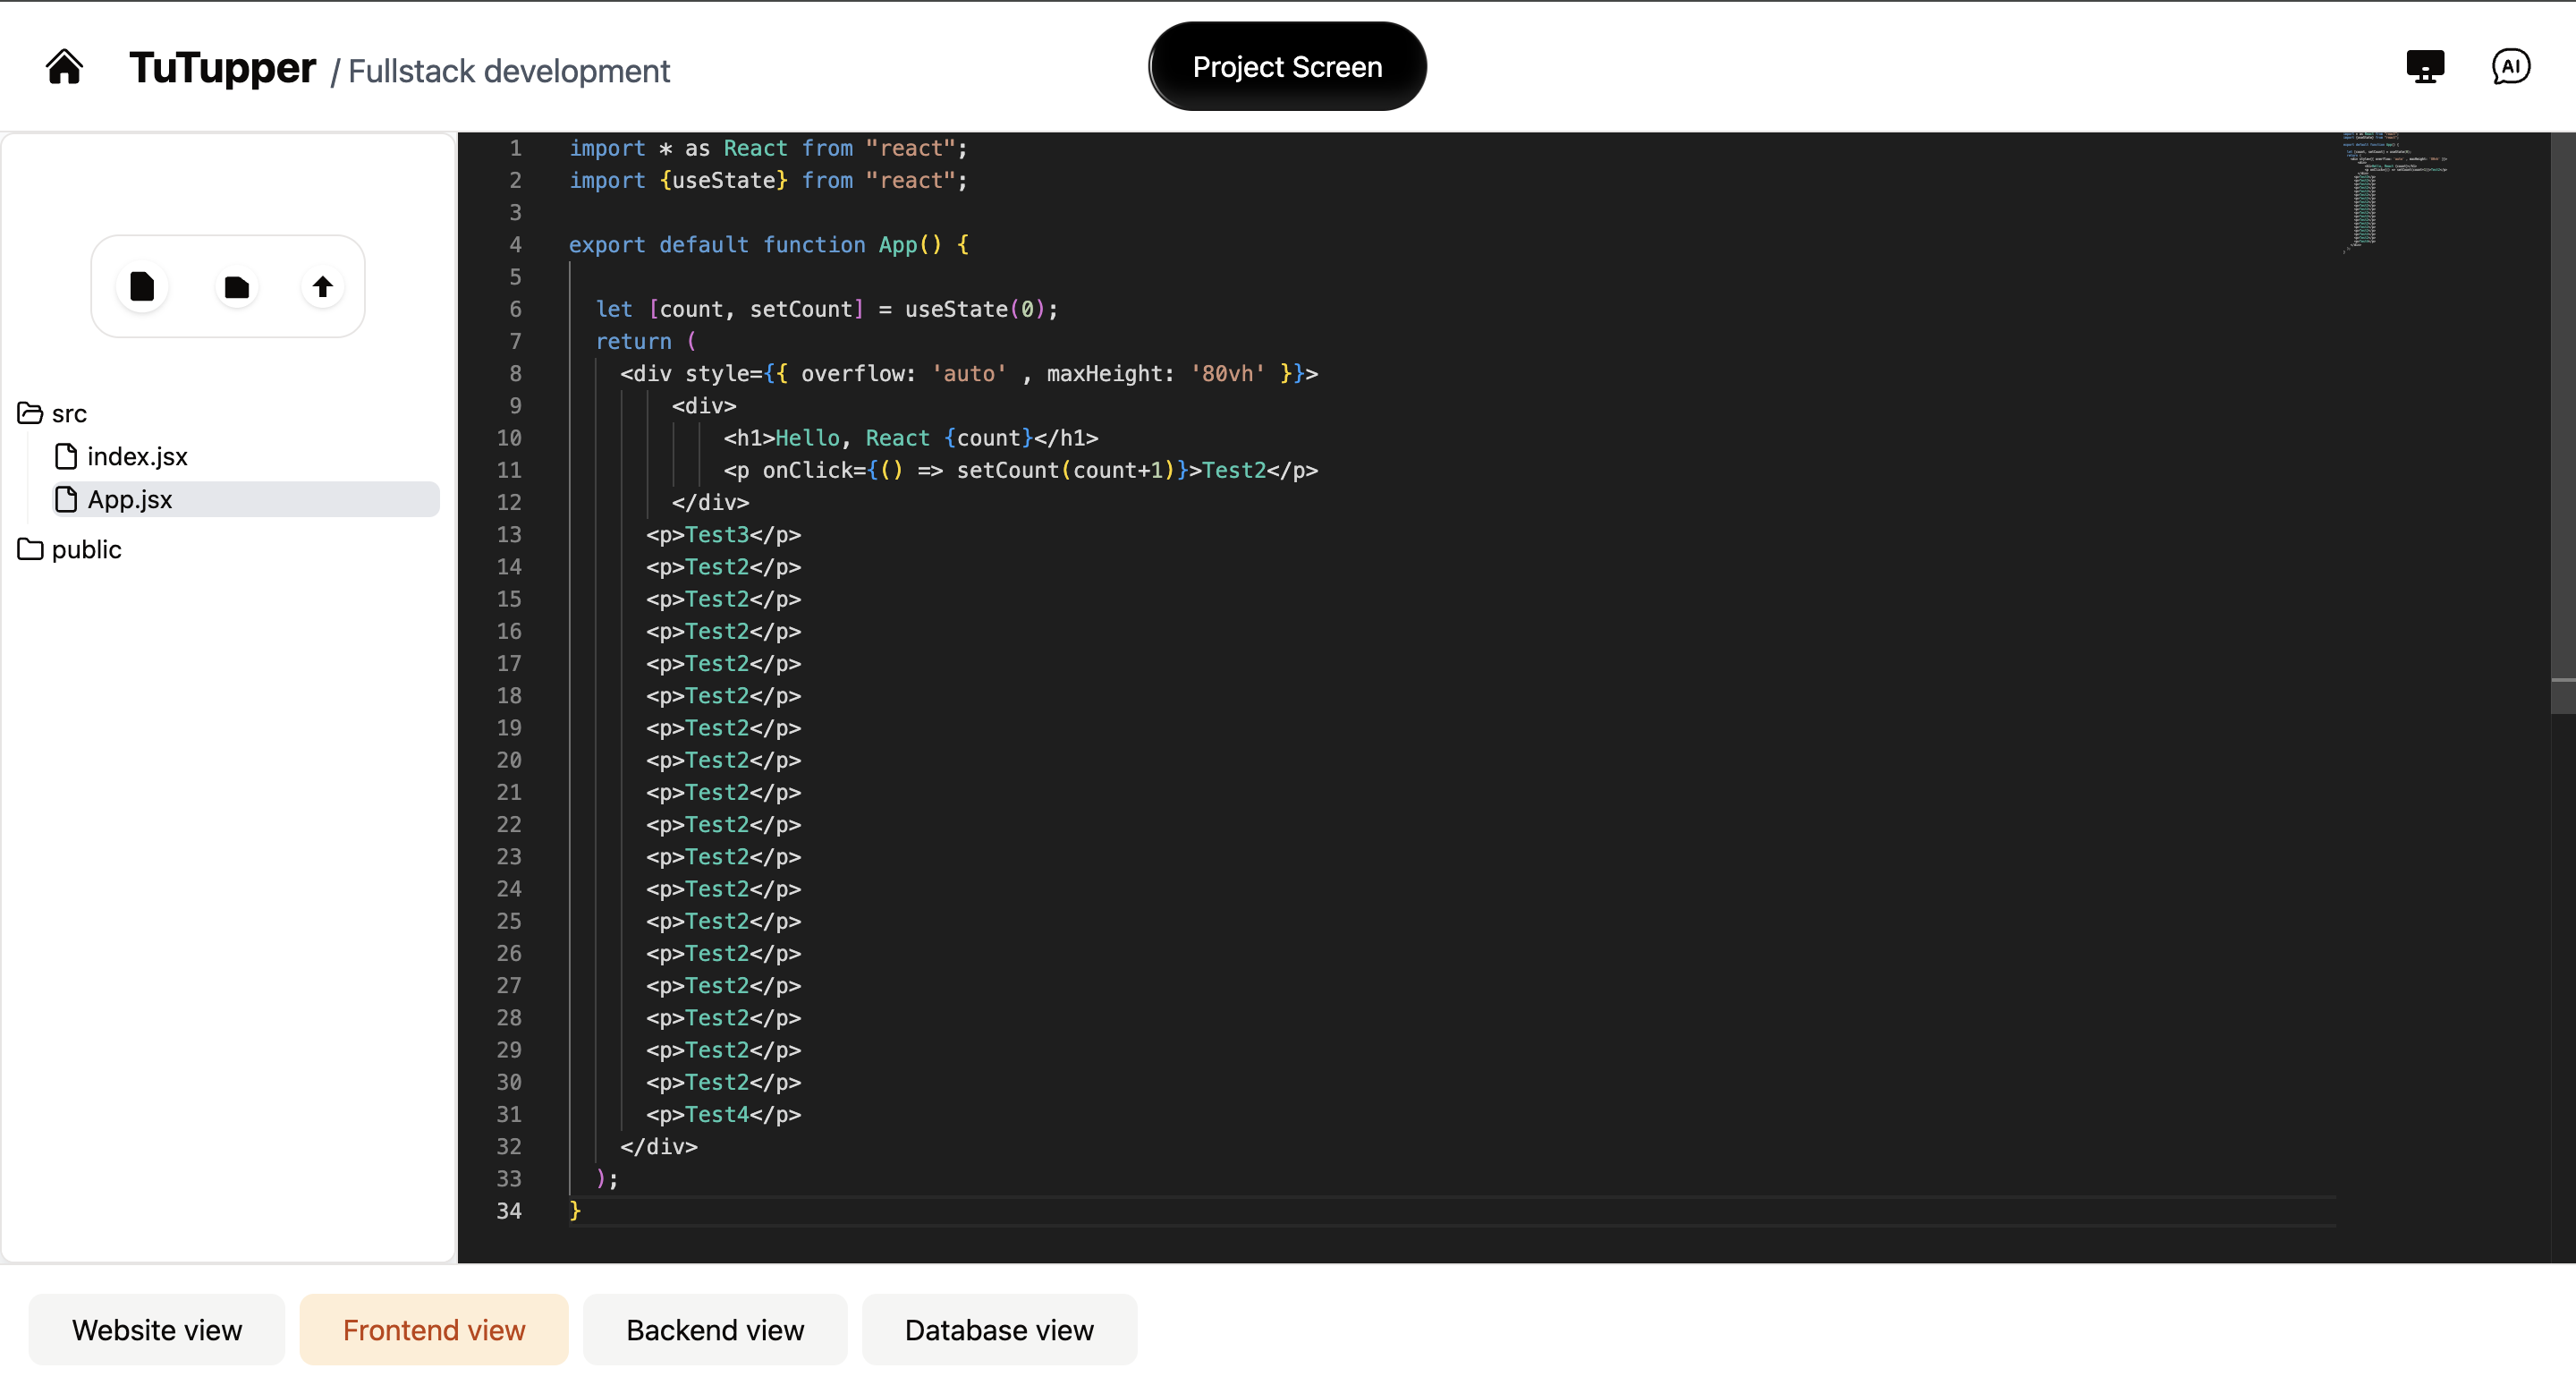 TuTupper / Fullstack development
Project Screen
AI
src
index.jsx
App.jsx
public
1 import * as React from "react";
2 import {useState} from "react";
3
4 export default function App() {
5
6 let [count, setCount] = useState(0);
7 return (
8 <div style={{ overflow: 'auto' , maxHeight: '80vh' }}>
9 <div>
10 <h1>Hello, React {count}</h1>
11 <p onClick={() => setCount(count+1)}>Test2</p>
12 </div>
13 <p>Test3</p>
14 <p>Test2</p>
15 <p>Test2</p>
16 <p>Test2</p>
17 <p>Test2</p>
18 <p>Test2</p>
19 <p>Test2</p>
20 <p>Test2</p>
21 <p>Test2</p>
22 <p>Test2</p>
23 <p>Test2</p>
24 <p>Test2</p>
25 <p>Test2</p>
26 <p>Test2</p>
27 <p>Test2</p>
28 <p>Test2</p>
29 <p>Test2</p>
30 <p>Test2</p>
31 <p>Test4</p>
32 </div>
33 );
34 }
Website view
Frontend view
Backend view
Database view